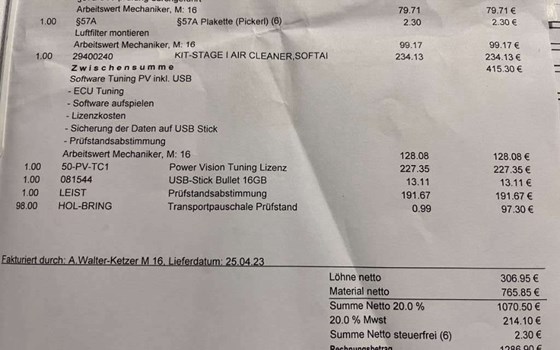 Arbeitswert Mechaniker, M: 16 79.71 79.71 €
1.00 §57A §57A Plakette (Pickerl) (6) 2.30 2.30 €
Luftfilter montieren
Arbeitswert Mechaniker, M: 16 99.17 99.17 €
1.00 29400240 KIT-STAGE I AIR CLEANER,SOFTAI 234.13 234.13 €
Zwischensumme 415.30 €
Software Tuning PV inkl. USB
- ECU Tuning
- Software aufspielen
- Lizenzkosten
- Sicherung der Daten auf USB Stick
- Prüfstandsabstimmung
Arbeitswert Mechaniker, M: 16 128.08 128.08 €
1.00 50-PV-TC1 Power Vision Tuning Lizenz 227.35 227.35 €
1.00 081544 USB-Stick Bullet 16GB 13.11 13.11 €
1.00 LEIST Prüfstandsabstimmung 191.67 191.67 €
98.00 HOL-BRING Transportpauschale Prüfstand 0.99 97.30 €
Fakturiert durch: A.Walter-Ketzer M 16, Lieferdatum: 25.04.23
Löhne netto 306.95 €
Material netto 765.85 €
Summe Netto 20.0 % 1070.50 €
20.0 % Mwst 214.10 €
Summe Netto steuerfrei (6) 2.30 €
Rechnungsbetrag 1286.90 €